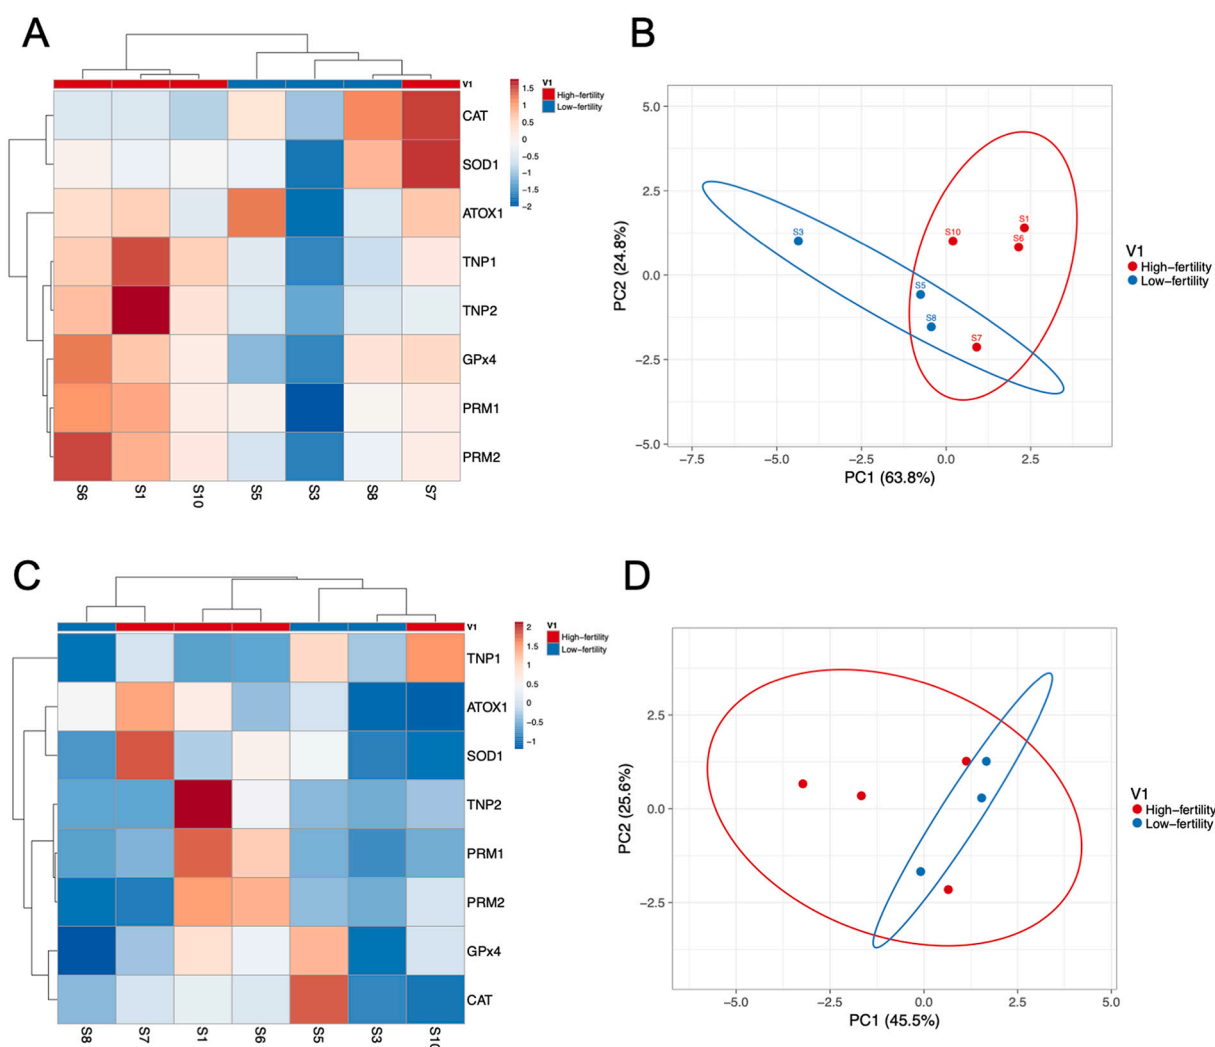 A
V1
1.5
1
0.5
0
−0.5
−1
−1.5
−2
V1
High−fertility
Low−fertility
CAT
SOD1
ATOX1
TNP1
TNP2
GPx4
PRM1
PRM2
S6
S1
S10
S5
S3
S8
S7
B
5.0
2.5
0.0
−2.5
−5.0
PC2 (24.8%)
S3
S10
S1
S6
S5
S8
S7
−7.5
−5.0
−2.5
0.0
2.5
PC1 (63.8%)
V1
High−fertility
Low−fertility
C
V1
2
1.5
1
0.5
0
−0.5
−1
V1
High−fertility
Low−fertility
TNP1
ATOX1
SOD1
TNP2
PRM1
PRM2
GPx4
CAT
S8
S7
S1
S6
S5
S3
S10
D
2.5
0.0
−2.5
PC2 (25.6%)
−5.0
−2.5
0.0
2.5
5.0
PC1 (45.5%)
V1
High−fertility
Low−fertility